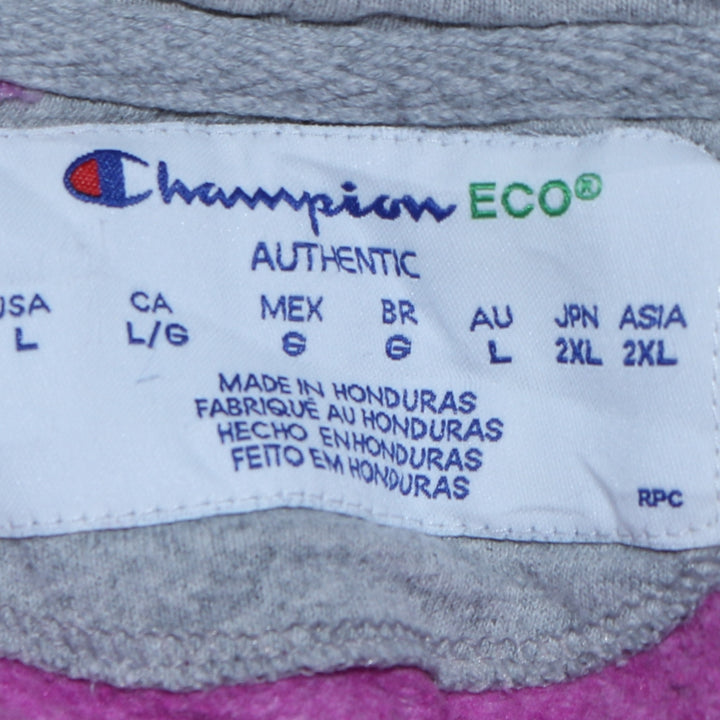 Champion ECO®
AUTHENTIC
USA CA MEX BR AU JPN ASIA
L L/G G G L 2XL 2XL
MADE IN HONDURAS
FABRIQUÉ AU HONDURAS
HECHO EN HONDURAS
FEITO EM HONDURAS
RPC